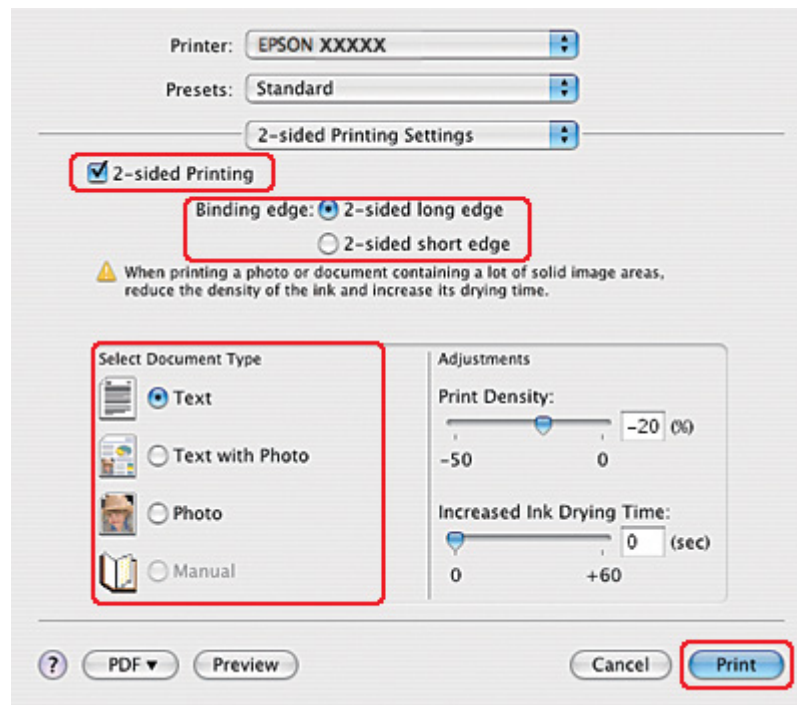 Printer: EPSON XXXXX
Presets: Standard
2-sided Printing Settings
2-sided Printing
Binding edge: 2-sided long edge
2-sided short edge
When printing a photo or document containing a lot of solid image areas,
reduce the density of the ink and increase its drying time.
Select Document Type
Text
Text with Photo
Photo
Manual
Adjustments
Print Density:
-20 (%)
-50 0
Increased Ink Drying Time:
0 (sec)
0 +60
? PDF ▼ Preview Cancel Print